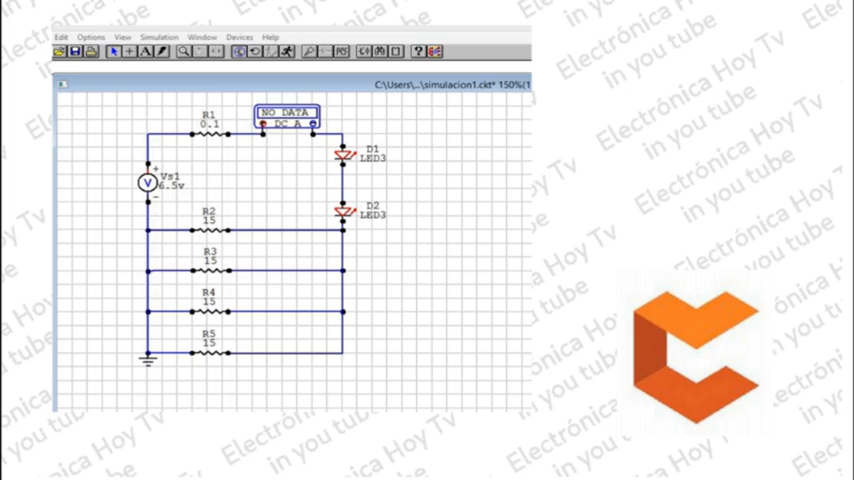 Edit Options View Simulation Window Devices Help
C:\Users\...\simulacion1.ckt* 150%(1
R1
0.1
NO DATA
DC A
D1
LED3
+
V
Vs1
6.5v
-
D2
LED3
R2
15
R3
15
R4
15
R5
15
Electrónica Hoy Tv
in you tube